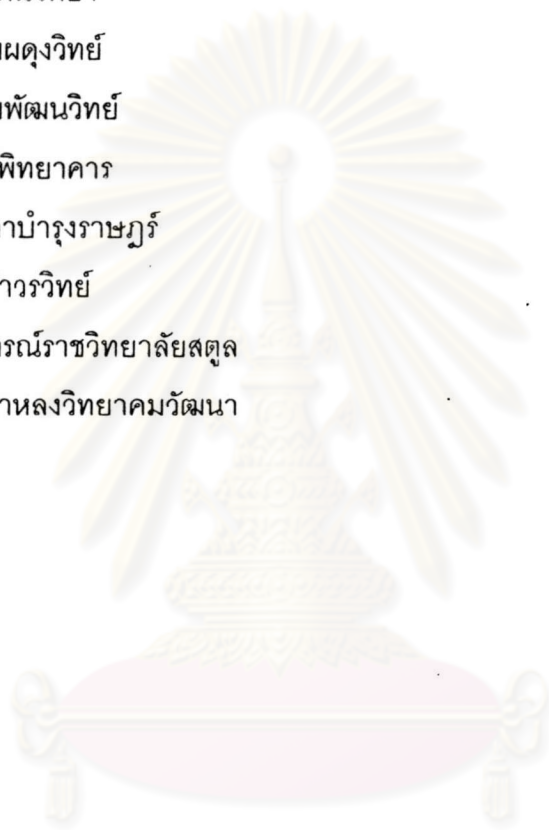 ผดุงวิทย์
พัฒนวิทย์
พิทยาคาร
าบำรุงราษฎร์
าวรวิทย์
รณ์ราชวิทยาลัยสตูล
าหลงวิทยาคมวัฒนา